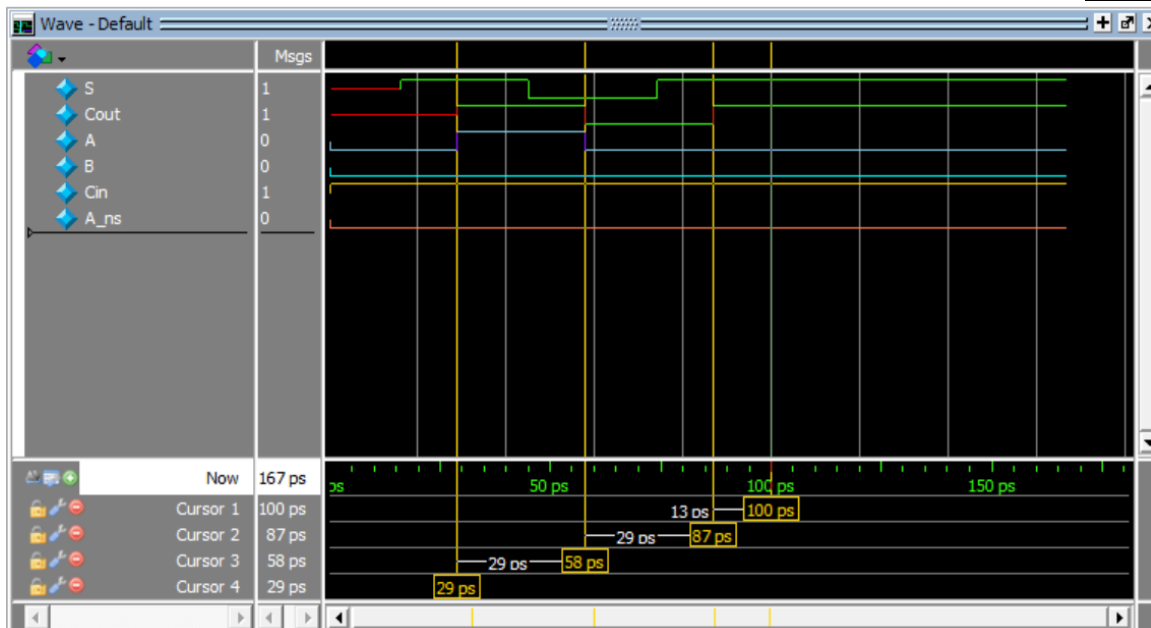 Wave - Default
Msgs
S 1
Cout 1
A 0
B 0
Cin 1
A_ns 0
Now 167 ps
ps 50 ps 100 ps 150 ps
Cursor 1 100 ps
13 ps 100 ps
Cursor 2 87 ps
29 ps 87 ps
Cursor 3 58 ps
29 ps 58 ps
Cursor 4 29 ps
29 ps